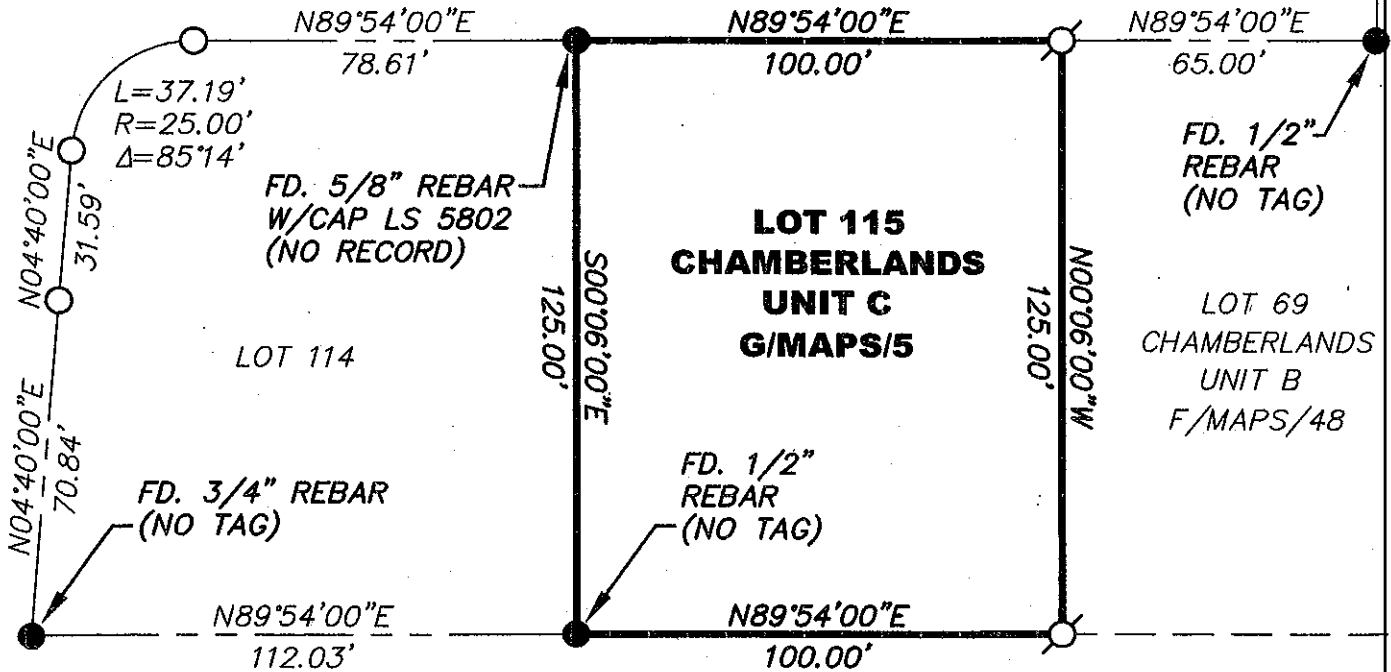 N89°54'00"E
78.61'
N89°54'00"E
100.00'
N89°54'00"E
65.00'
L=37.19'
R=25.00'
Δ=85°14'
N04°40'00"E
31.59'
FD. 5/8" REBAR
W/CAP LS 5802
(NO RECORD)
FD. 1/2"
REBAR
(NO TAG)
LOT 115
CHAMBERLANDS
UNIT C
G/MAPS/5
S00°06'00"E
125.00'
N00°06'00"W
125.00'
LOT 114
LOT 69
CHAMBERLANDS
UNIT B
F/MAPS/48
N04°40'00"E
70.84'
FD. 3/4" REBAR
(NO TAG)
FD. 1/2"
REBAR
(NO TAG)
N89°54'00"E
112.03'
N89°54'00"E
100.00'